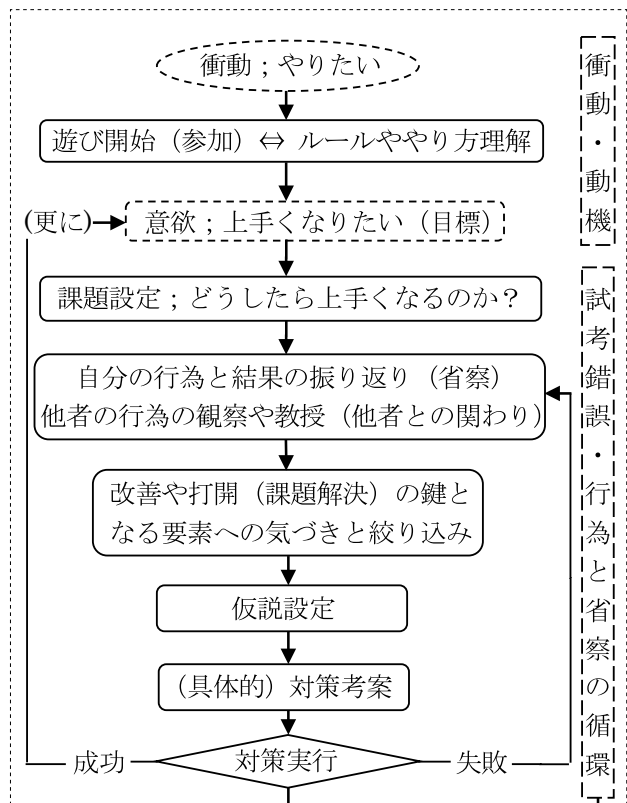 衝動;やりたい
遊び開始(参加)⇔ ルールややり方理解
(更に)
意欲;上手くなりたい(目標)
課題設定;どうしたら上手くなるのか?
自分の行為と結果の振り返り(省察)
他者の行為の観察や教授(他者との関わり)
改善や打開(課題解決)の鍵と
なる要素への気づきと絞り込み
仮説設定
(具体的)対策考案
成功
対策実行
失敗
衝動・動機
試考錯誤・行為と省察の循環